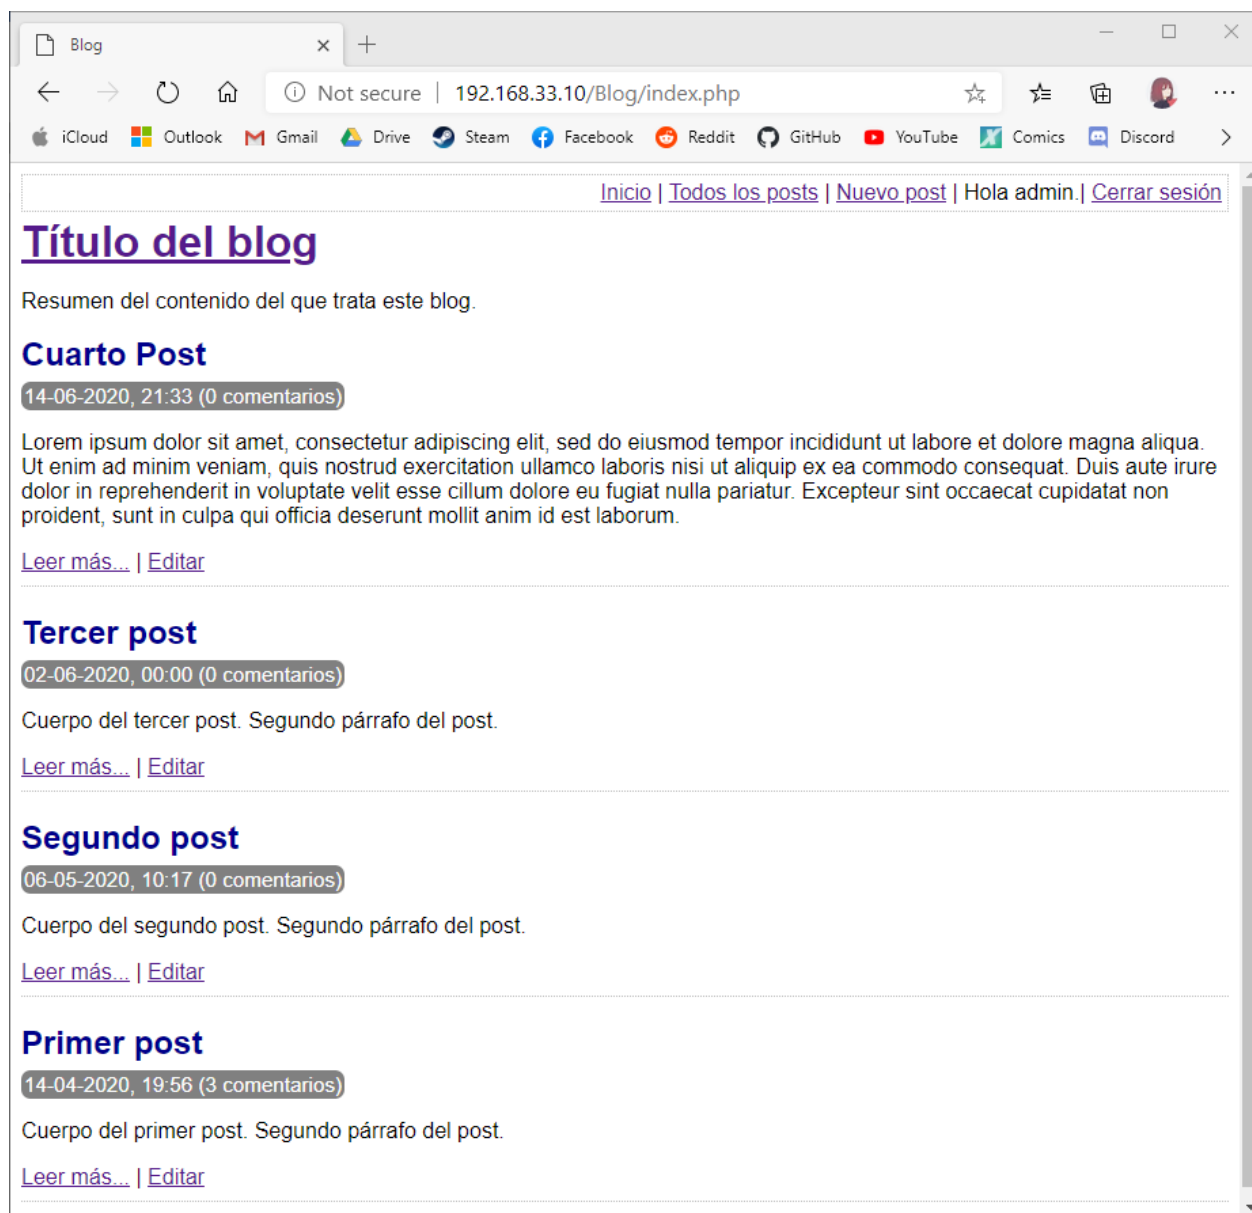 Blog
Not secure | 192.168.33.10/Blog/index.php
iCloud Outlook Gmail Drive Steam Facebook Reddit GitHub YouTube Comics Discord
Inicio | Todos los posts | Nuevo post | Hola admin.| Cerrar sesión
Título del blog
Resumen del contenido del que trata este blog.
Cuarto Post
14-06-2020, 21:33 (0 comentarios)
Lorem ipsum dolor sit amet, consectetur adipiscing elit, sed do eiusmod tempor incididunt ut labore et dolore magna aliqua.
Ut enim ad minim veniam, quis nostrud exercitation ullamco laboris nisi ut aliquip ex ea commodo consequat. Duis aute irure
dolor in reprehenderit in voluptate velit esse cillum dolore eu fugiat nulla pariatur. Excepteur sint occaecat cupidatat non
proident, sunt in culpa qui officia deserunt mollit anim id est laborum.
Leer más... | Editar
Tercer post
02-06-2020, 00:00 (0 comentarios)
Cuerpo del tercer post. Segundo párrafo del post.
Leer más... | Editar
Segundo post
06-05-2020, 10:17 (0 comentarios)
Cuerpo del segundo post. Segundo párrafo del post.
Leer más... | Editar
Primer post
14-04-2020, 19:56 (3 comentarios)
Cuerpo del primer post. Segundo párrafo del post.
Leer más... | Editar